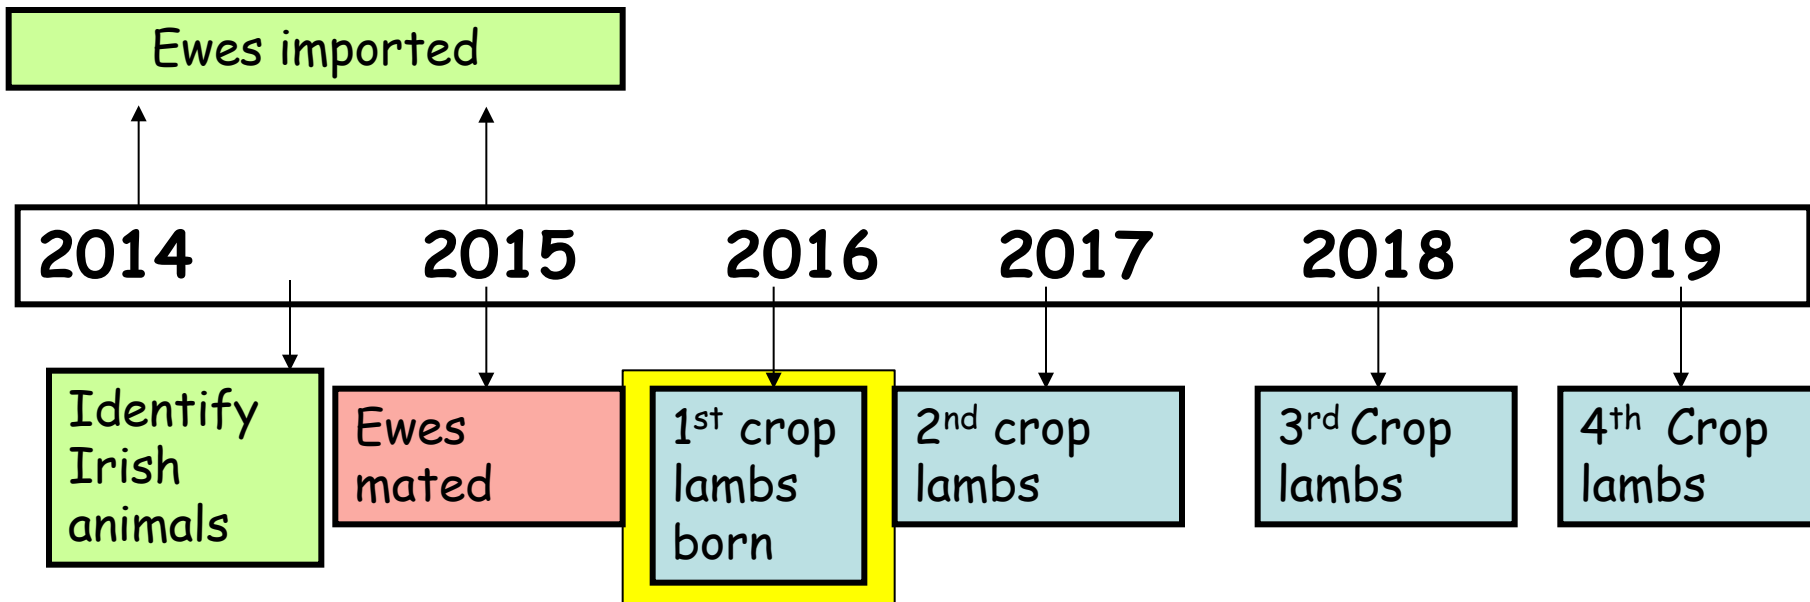 Ewes imported
2014 2015 2016 2017 2018 2019
Identify
Irish
animals
Ewes
mated
1st crop
lambs
born
2nd crop
lambs
3rd Crop
lambs
4th Crop
lambs